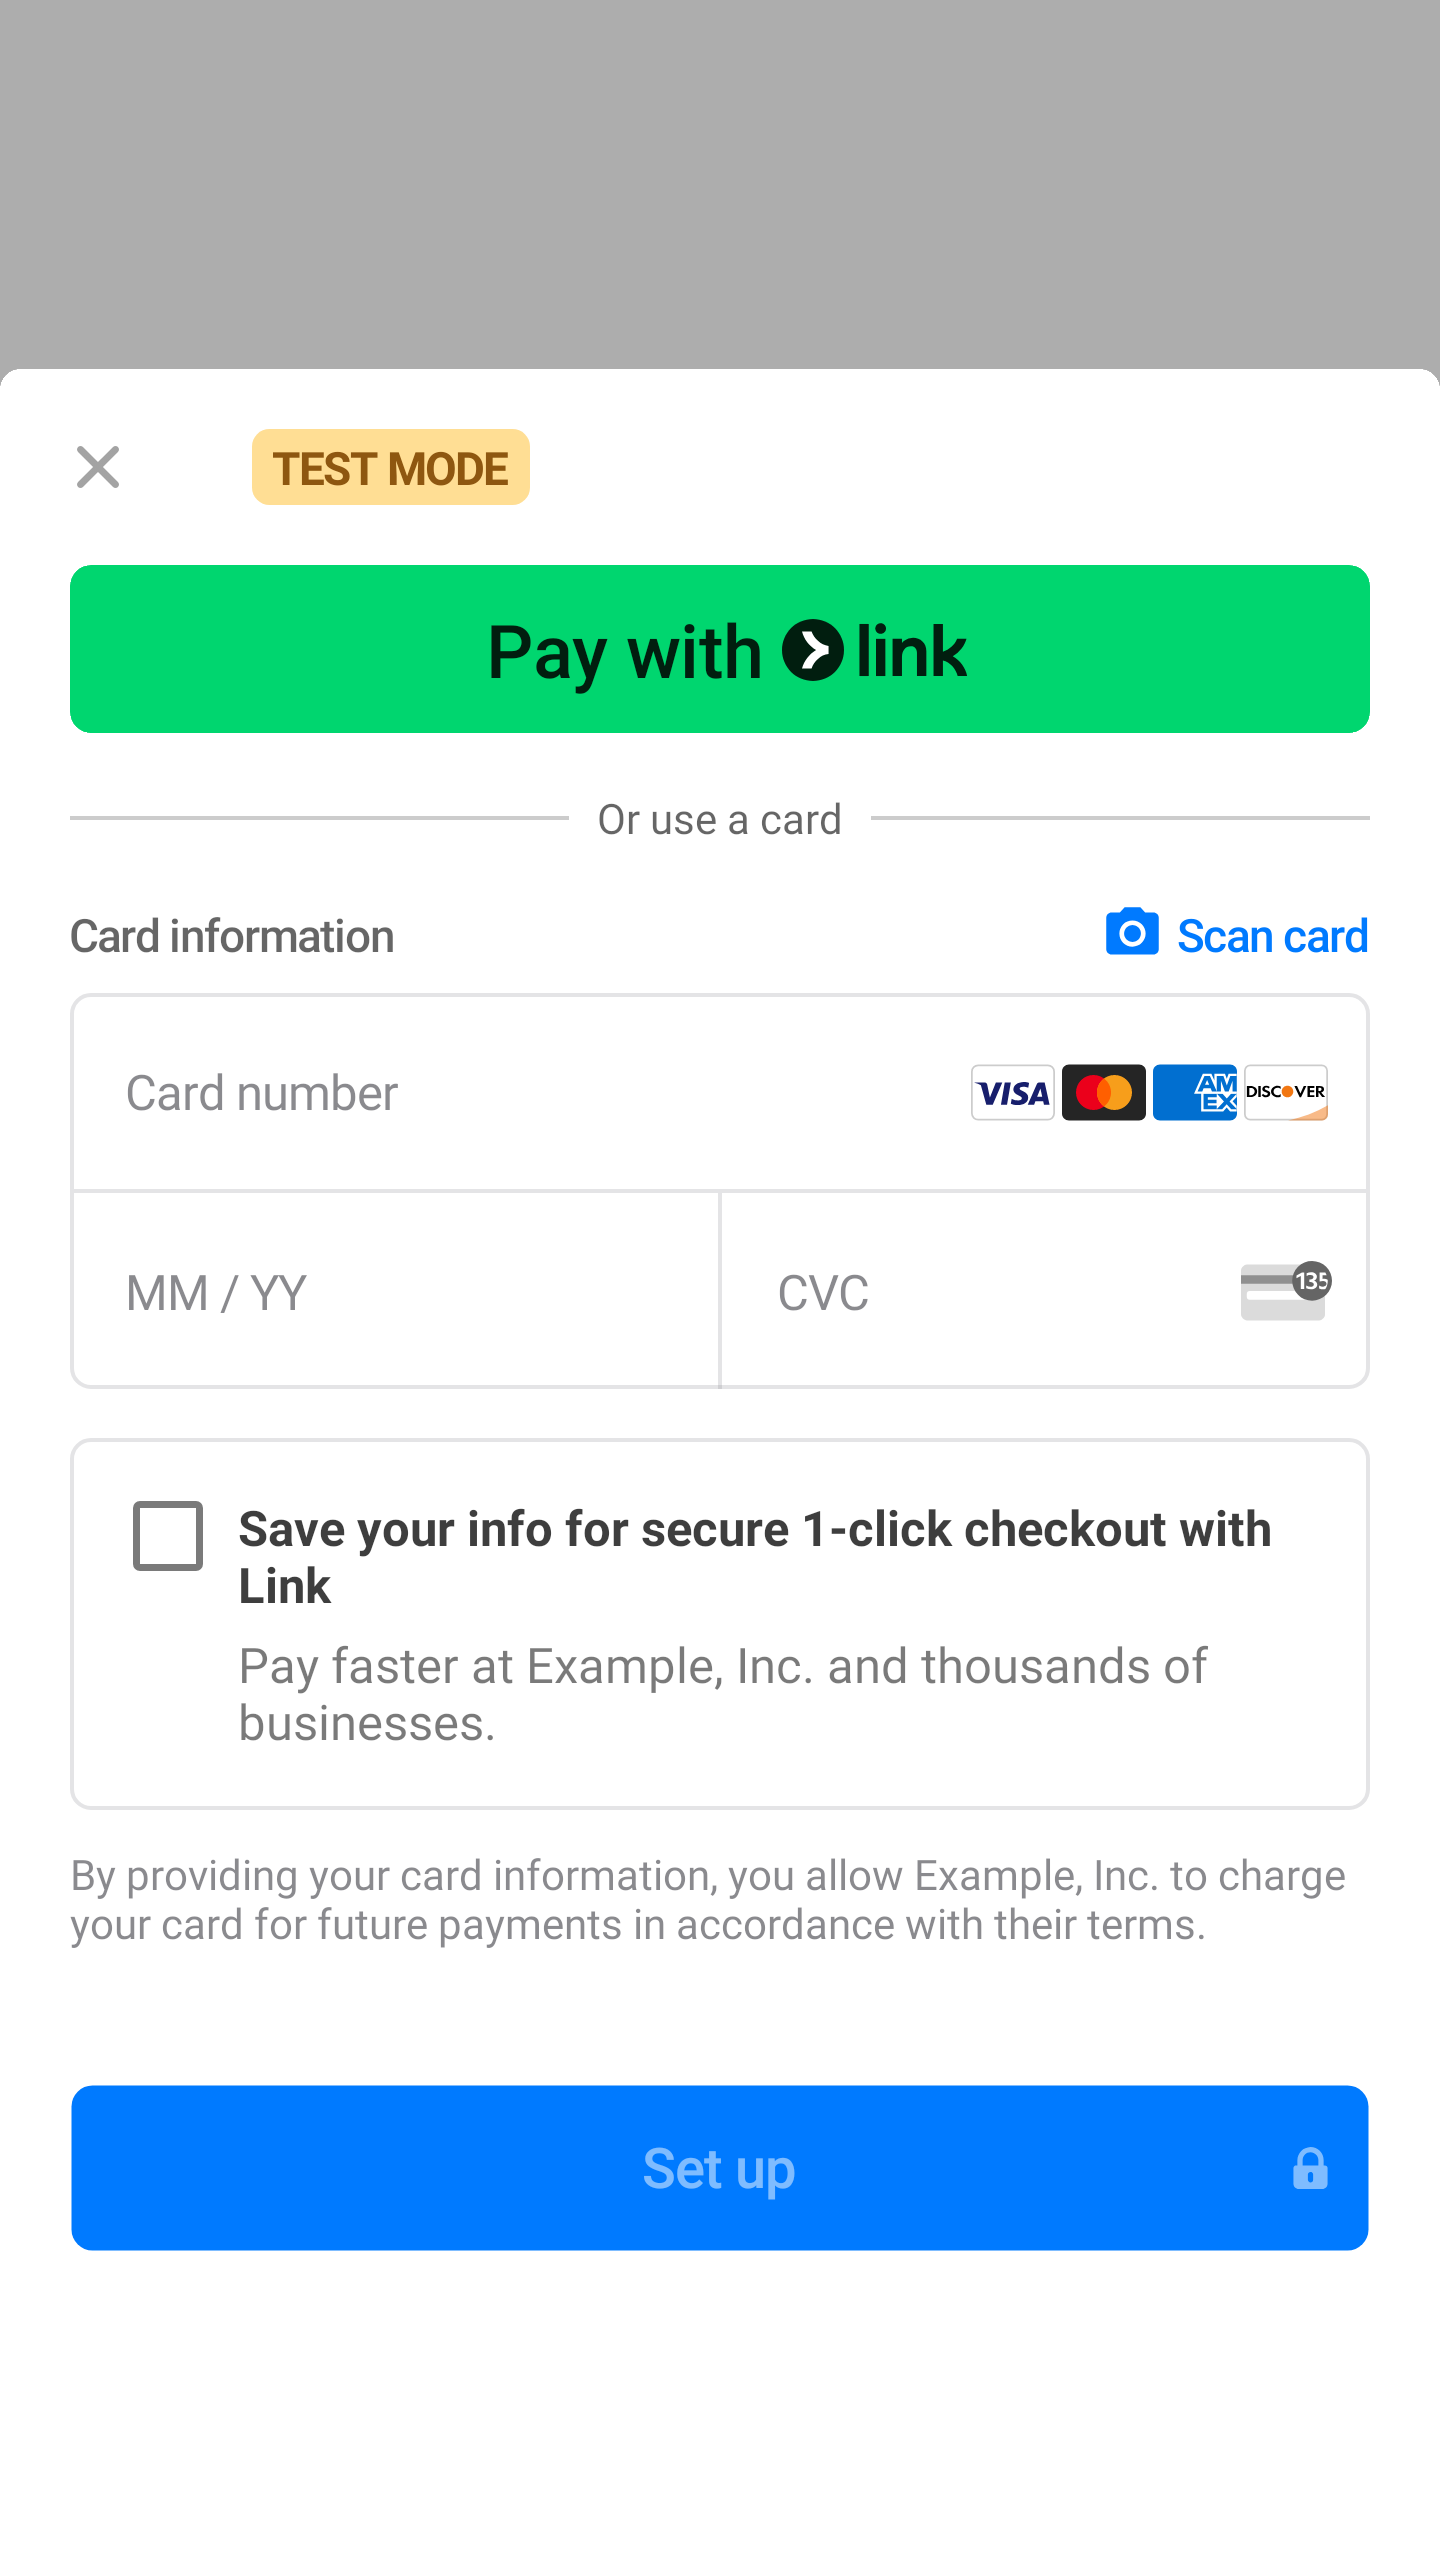 TEST MODE
Pay with link
Or use a card
Card information
Scan card
Card number
VISA
AM
EX
DISCOVER
MM / YY
CVC
135
Save your info for secure 1-click checkout with
Link
Pay faster at Example, Inc. and thousands of
businesses.
By providing your card information, you allow Example, Inc. to charge
your card for future payments in accordance with their terms.
Set up